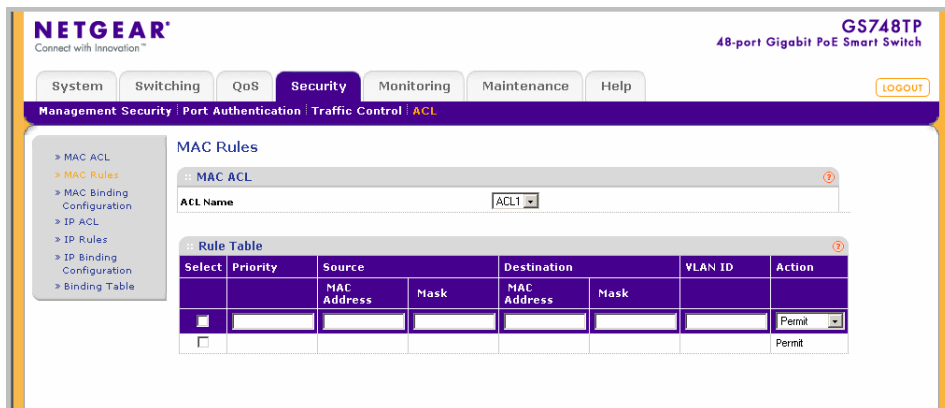 NETGEAR®
Connect with Innovation™
GS748TP
48-port Gigabit PoE Smart Switch
System Switching QoS Security Monitoring Maintenance Help
LOGOUT
Management Security Port Authentication Traffic Control ACL
» MAC ACL
» MAC Rules
» MAC Binding
Configuration
» IP ACL
» IP Rules
» IP Binding
Configuration
» Binding Table
MAC Rules
:: MAC ACL ?
ACL Name ACL1
:: Rule Table ?
Select Priority Source Destination VLAN ID Action
MAC Address Mask MAC Address Mask
Permit
Permit